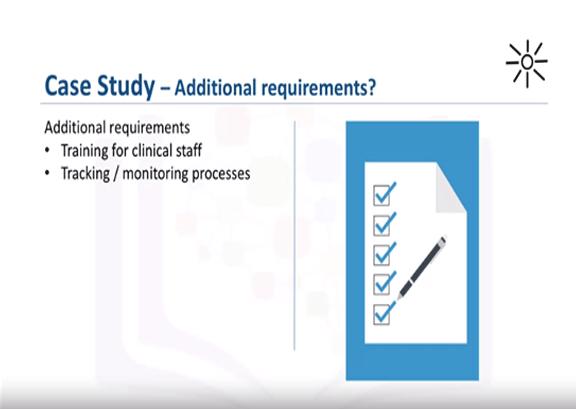 Case Study – Additional requirements?
Additional requirements
• Training for clinical staff
• Tracking / monitoring processes